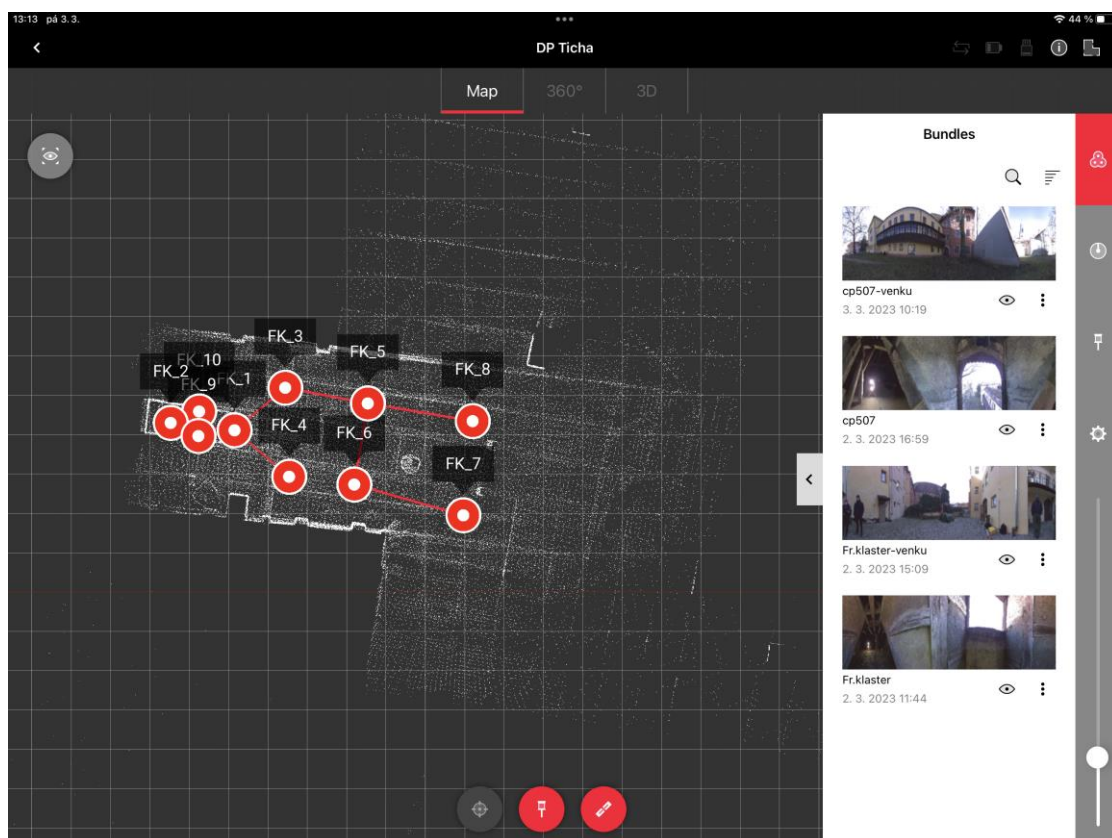 13:13 pá 3. 3.
44 %
DP Ticha
Map
360°
3D
Bundles
cp507-venku
3. 3. 2023 10:19
cp507
2. 3. 2023 16:59
Fr.klaster-venku
2. 3. 2023 15:09
Fr.klaster
2. 3. 2023 11:44
FK_3
FK_5
FK_10
FK_2
FK_9
FK_1
FK_8
FK_4
FK_6
FK_7